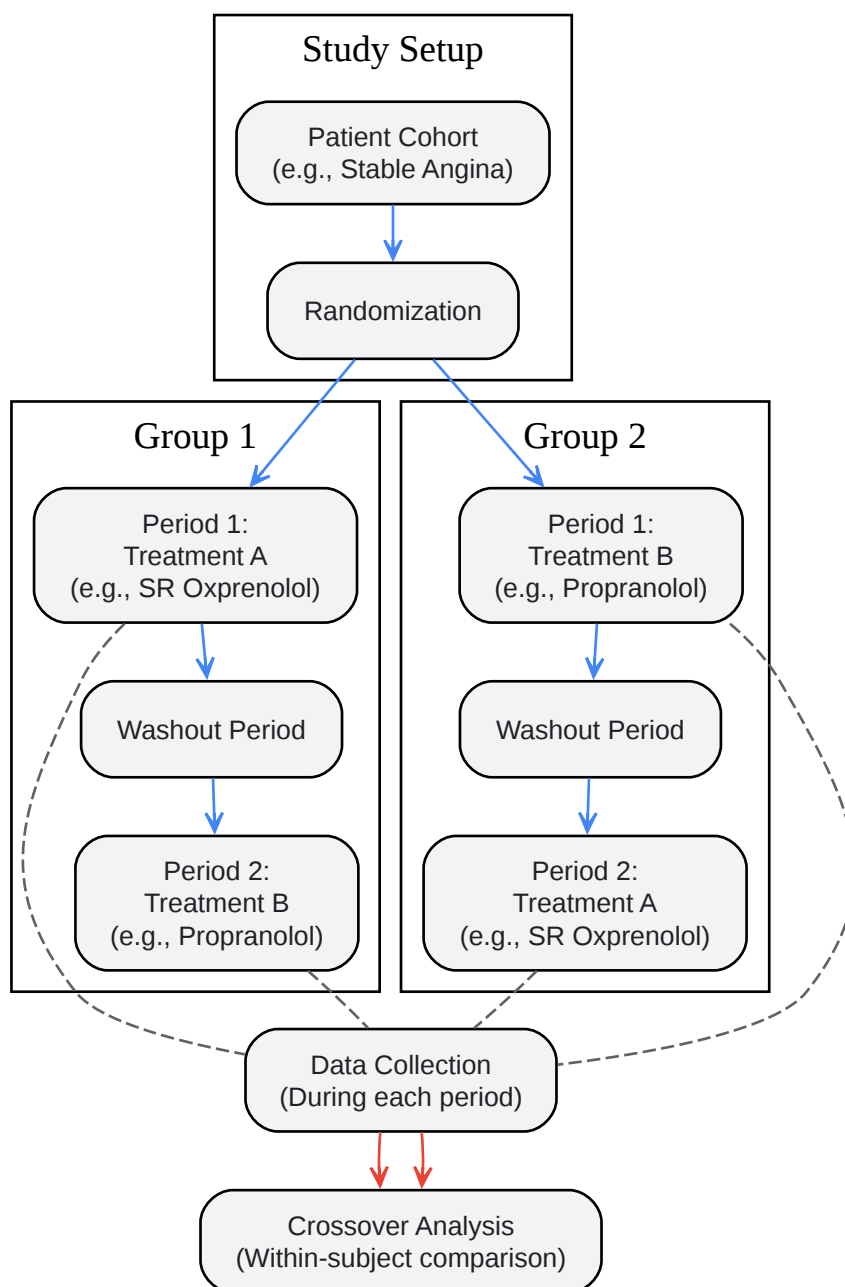 Study Setup
Patient Cohort
(e.g., Stable Angina)
Randomization
Group 1
Period 1:
Treatment A
(e.g., SR Oxprenolol)
Washout Period
Period 2:
Treatment B
(e.g., Propranolol)
Group 2
Period 1:
Treatment B
(e.g., Propranolol)
Washout Period
Period 2:
Treatment A
(e.g., SR Oxprenolol)
Data Collection
(During each period)
Crossover Analysis
(Within-subject comparison)